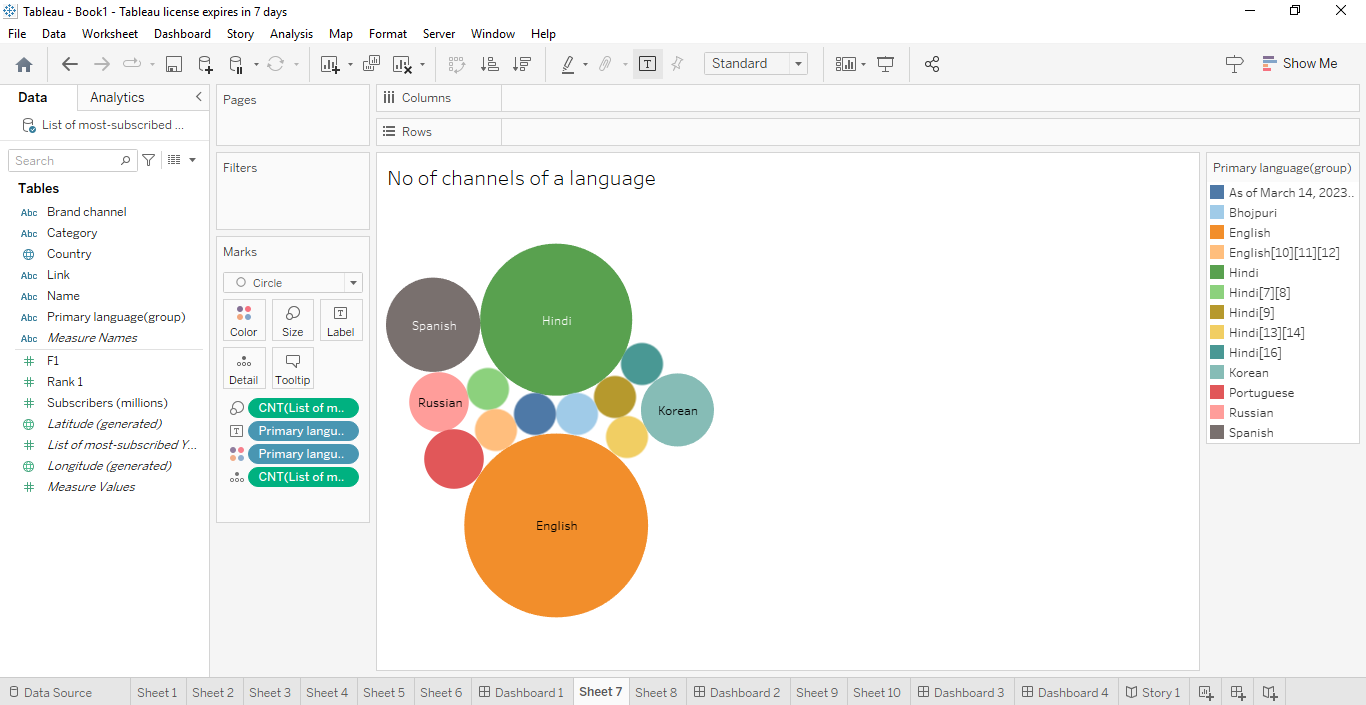 Tableau - Book1 - Tableau license expires in 7 days
File Data Worksheet Dashboard Story Analysis Map Format Server Window Help
Standard
Show Me
Data Analytics
List of most-subscribed ...
Search
Tables
Abc Brand channel
Abc Category
Country
Abc Link
Abc Name
Abc Primary language(group)
Abc Measure Names
F1
Rank 1
Subscribers (millions)
Latitude (generated)
List of most-subscribed Y...
Longitude (generated)
Measure Values
Pages
Filters
Marks
Circle
Color Size T Label
Detail Tooltip
CNT(List of m..
T Primary langu..
Primary langu..
CNT(List of m..
Columns
Rows
No of channels of a language
Spanish
Hindi
Russian
Korean
English
Primary language(group)
As of March 14, 2023..
Bhojpuri
English
English[10][11][12]
Hindi
Hindi[7][8]
Hindi[9]
Hindi[13][14]
Hindi[16]
Korean
Portuguese
Russian
Spanish
Data Source Sheet 1 Sheet 2 Sheet 3 Sheet 4 Sheet 5 Sheet 6 Dashboard 1 Sheet 7 Sheet 8 Dashboard 2 Sheet 9 Sheet 10 Dashboard 3 Dashboard 4 Story 1